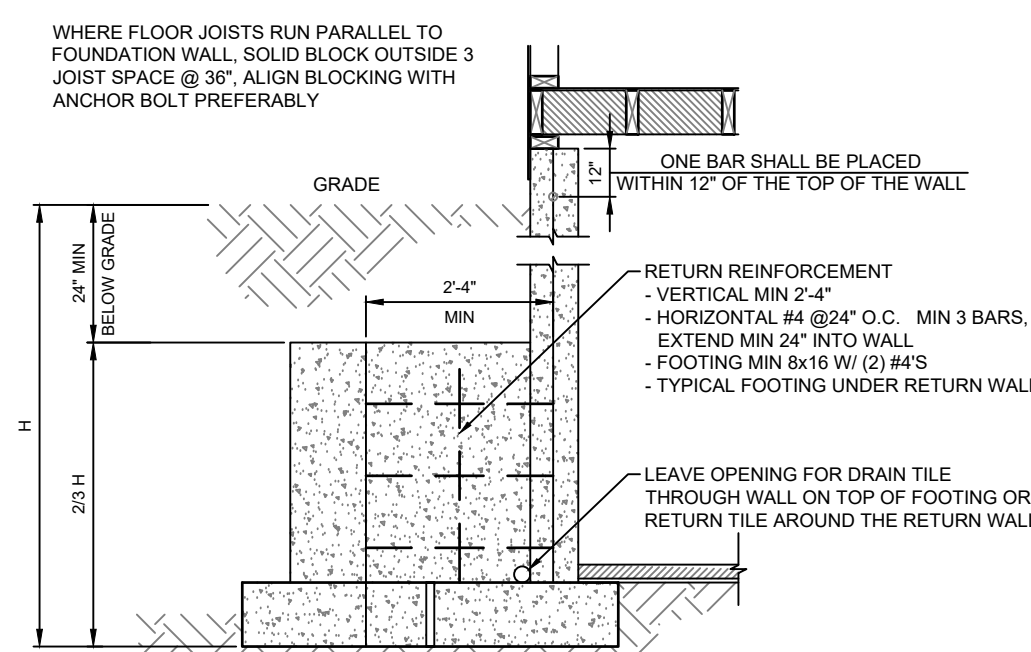 WHERE FLOOR JOISTS RUN PARALLEL TO
FOUNDATION WALL, SOLID BLOCK OUTSIDE 3
JOIST SPACE @ 36", ALIGN BLOCKING WITH
ANCHOR BOLT PREFERABLY
12"
ONE BAR SHALL BE PLACED
WITHIN 12" OF THE TOP OF THE WALL
GRADE
24" MIN
BELOW GRADE
2'-4"
MIN
RETURN REINFORCEMENT
- VERTICAL MIN 2'-4"
- HORIZONTAL #4 @24" O.C. MIN 3 BARS,
EXTEND MIN 24" INTO WALL
- FOOTING MIN 8x16 W/ (2) #4'S
- TYPICAL FOOTING UNDER RETURN WALL
H
2/3 H
LEAVE OPENING FOR DRAIN TILE
THROUGH WALL ON TOP OF FOOTING OR
RETURN TILE AROUND THE RETURN WALL